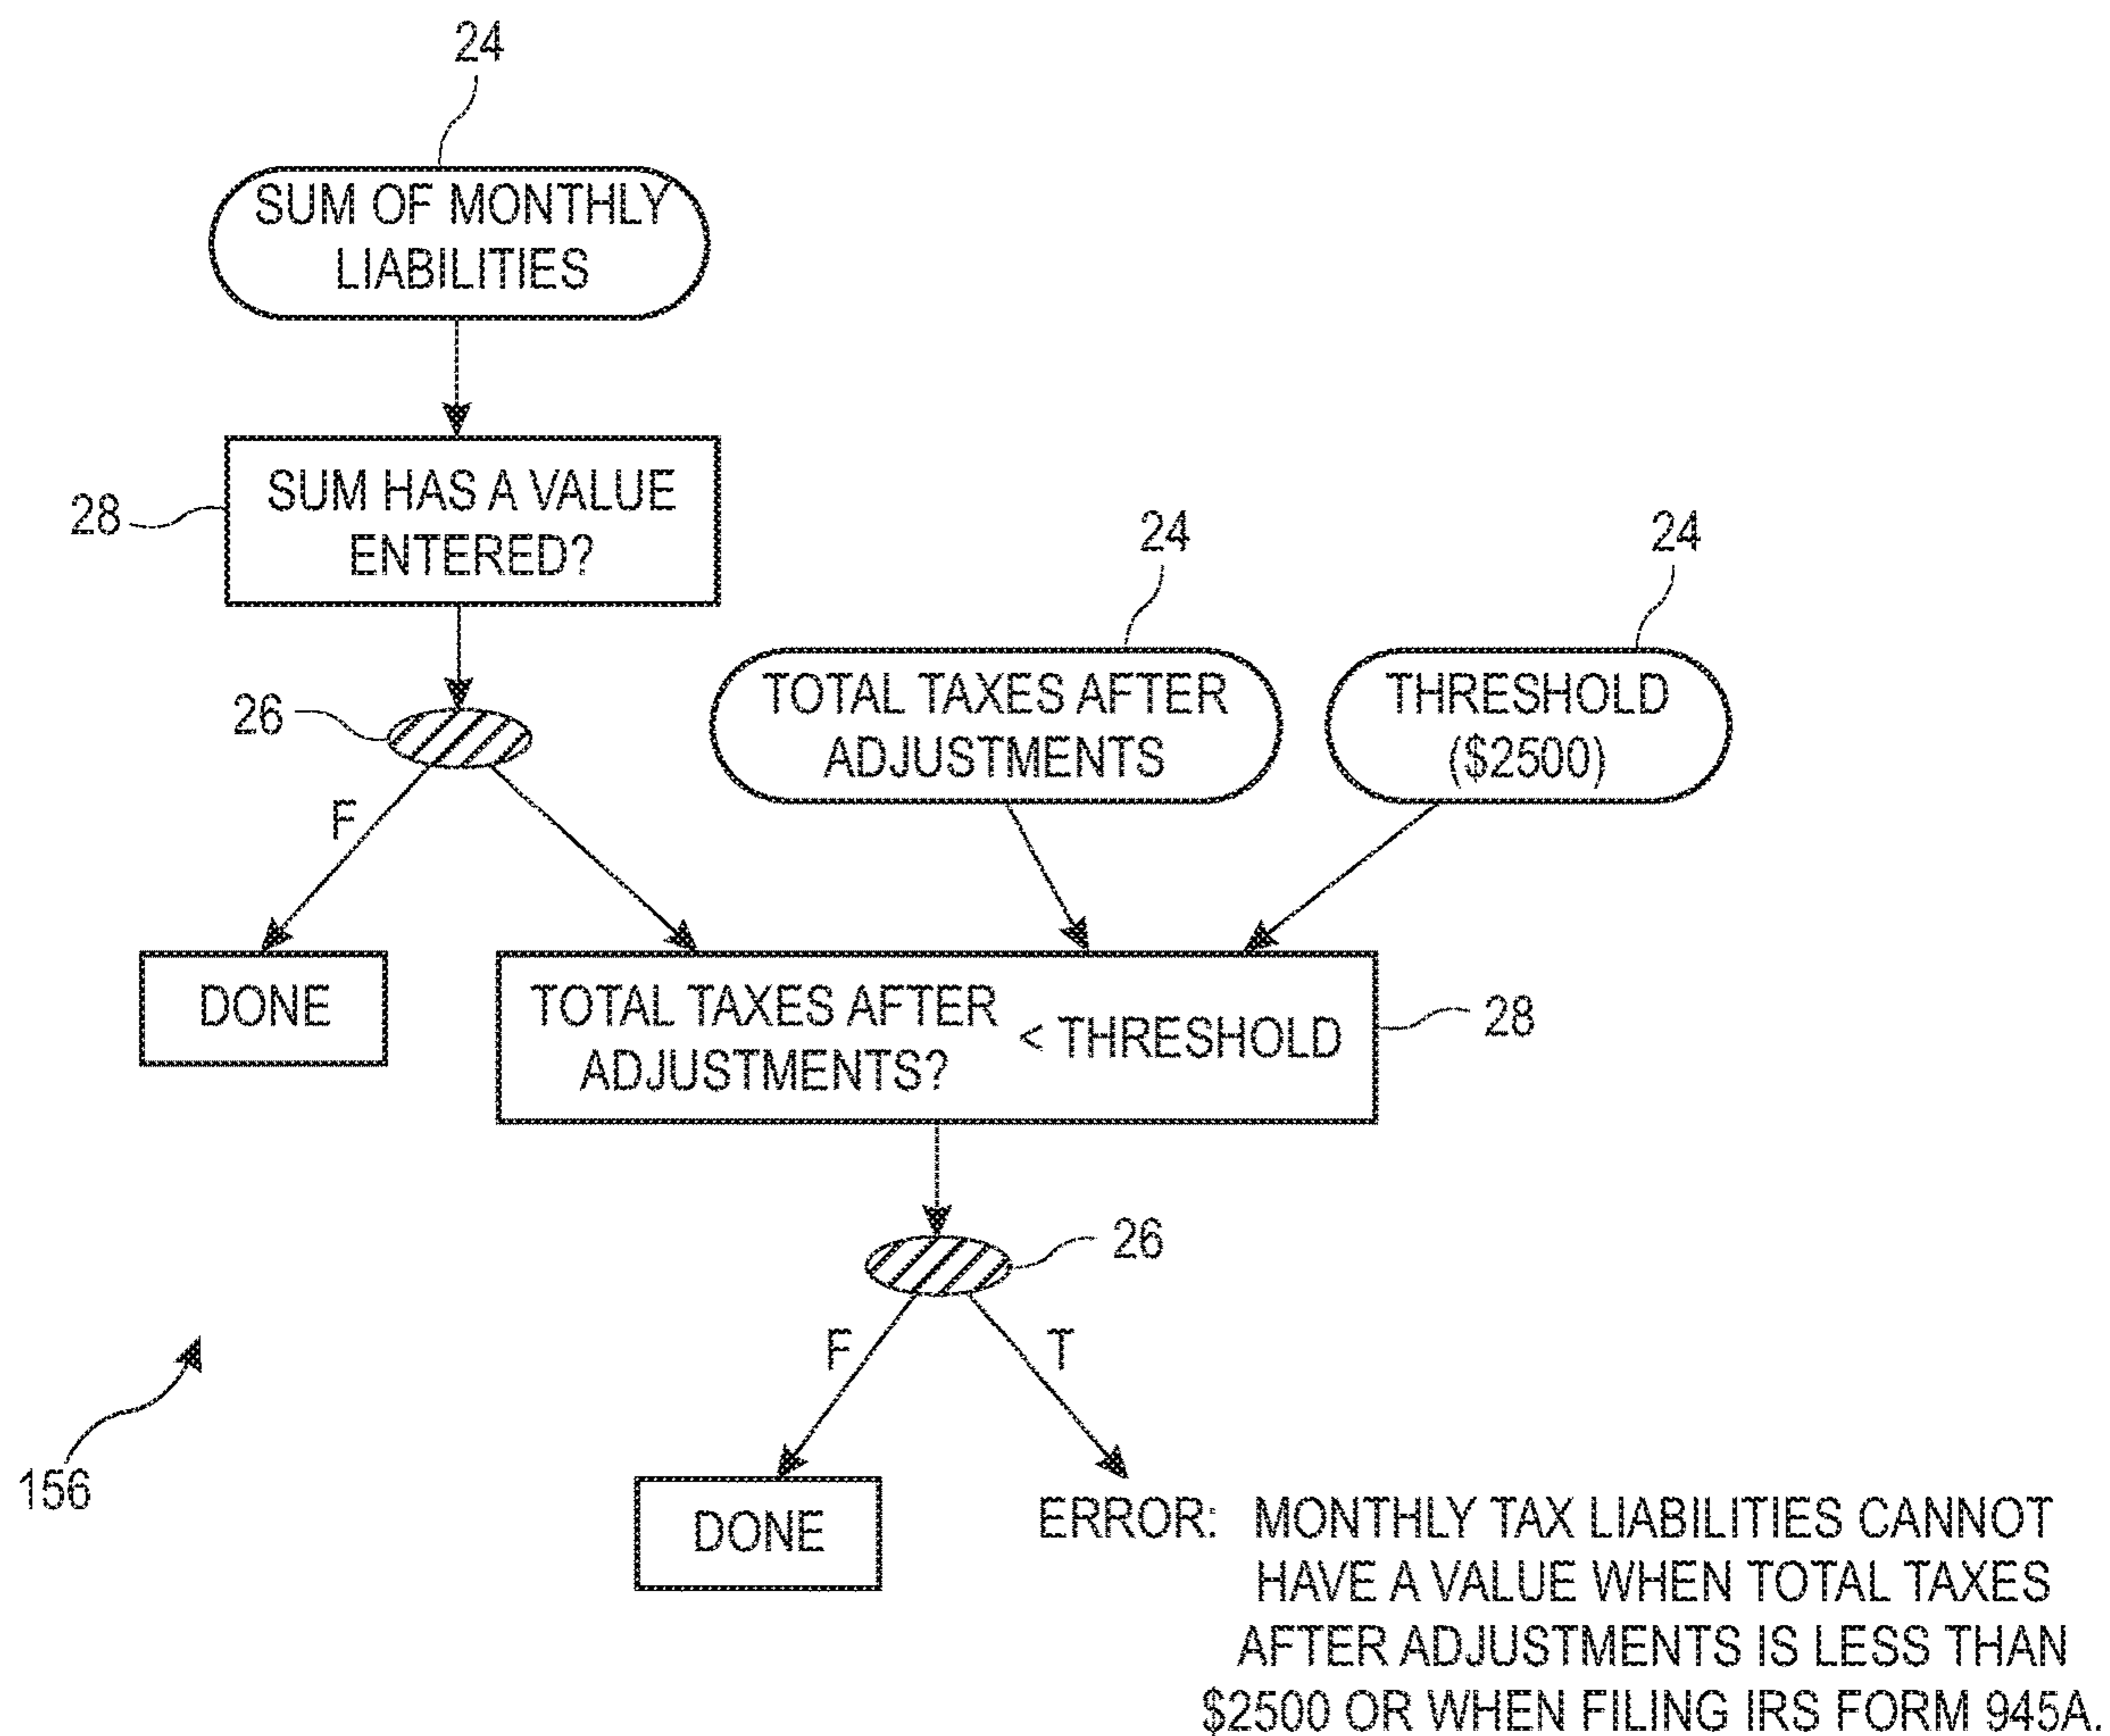 24
SUM OF MONTHLY
LIABILITIES
28
SUM HAS A VALUE
ENTERED?
24
24
26
TOTAL TAXES AFTER
ADJUSTMENTS
THRESHOLD
($2500)
F
DONE
TOTAL TAXES AFTER
ADJUSTMENTS?
< THRESHOLD
28
26
F
T
156
DONE
ERROR: MONTHLY TAX LIABILITIES CANNOT
HAVE A VALUE WHEN TOTAL TAXES
AFTER ADJUSTMENTS IS LESS THAN
$2500 OR WHEN FILING IRS FORM 945A.